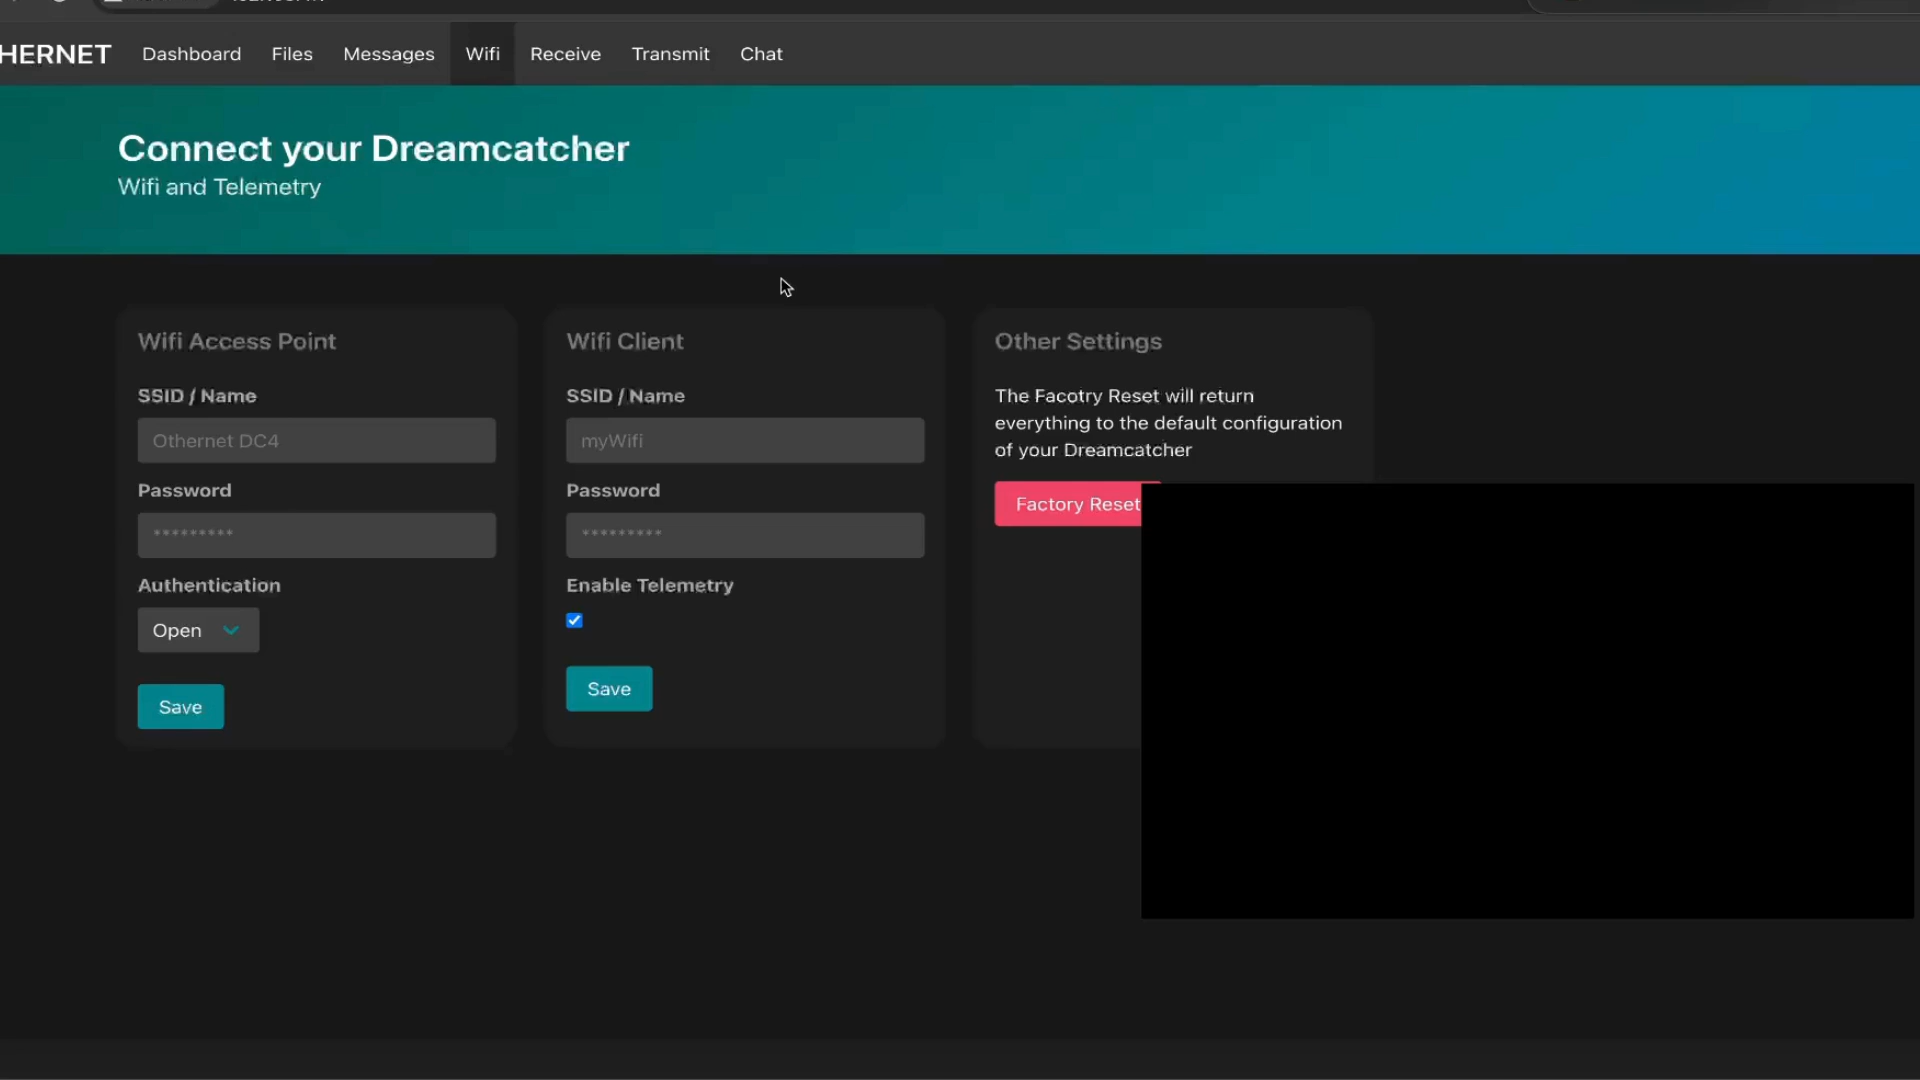 HERNET Dashboard Files Messages Wifi Receive Transmit Chat
Connect your Dreamcatcher
Wifi and Telemetry
Wifi Access Point
SSID / Name
Othernet DC4
Password
*********
Authentication
Open
Save
Wifi Client
SSID / Name
myWifi
Password
*********
Enable Telemetry
Save
Other Settings
The Facotry Reset will return
everything to the default configuration
of your Dreamcatcher
Factory Reset